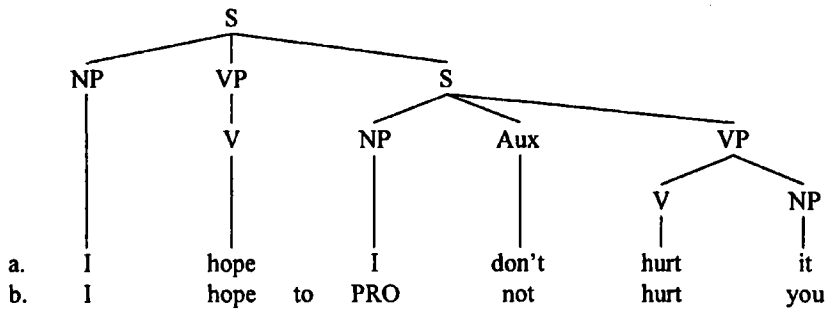 S
NP VP S
V NP Aux VP
V NP
a. I hope I don't hurt it
b. I hope to PRO not hurt you